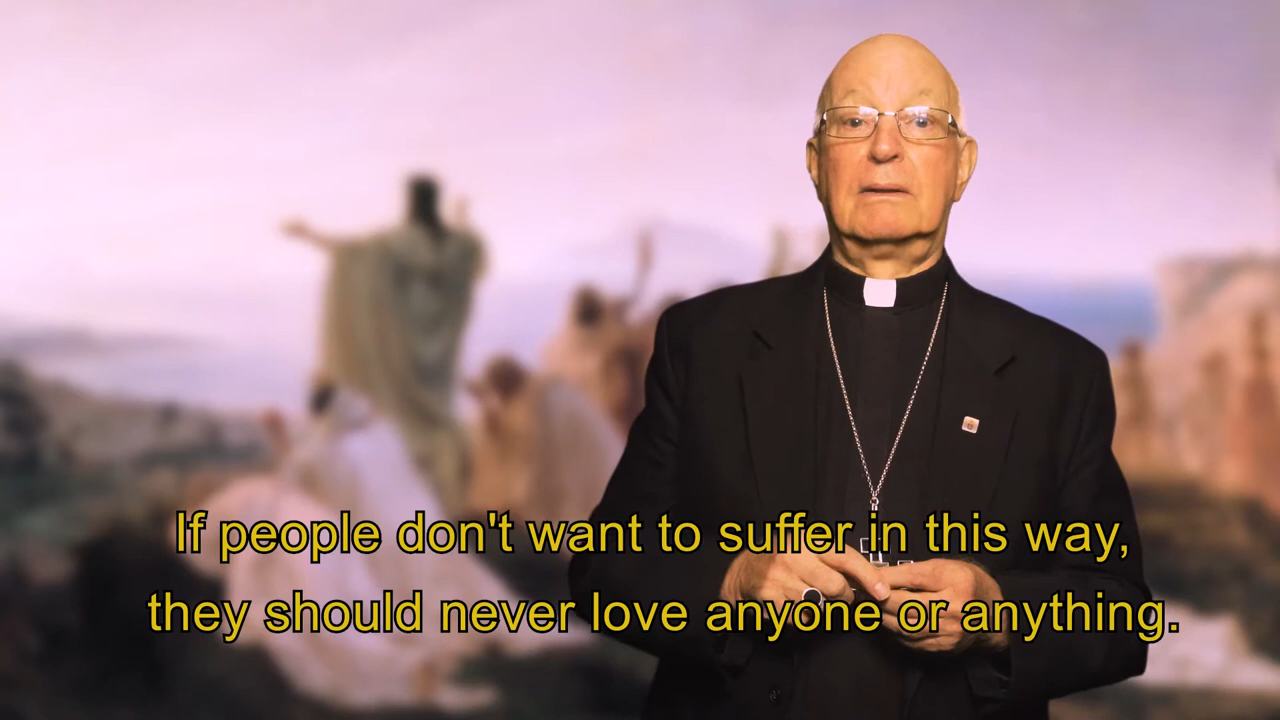 If people don't want to suffer in this way,
they should never love anyone or anything.